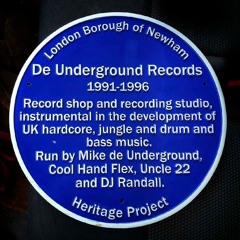 London Borough of Newham
De Underground Records
1991-1996
Record shop and recording studio,
instrumental in the development of
UK hardcore, jungle and drum and
bass music.
Run by Mike de Underground,
Cool Hand Flex, Uncle 22
and DJ Randall.
Heritage Project